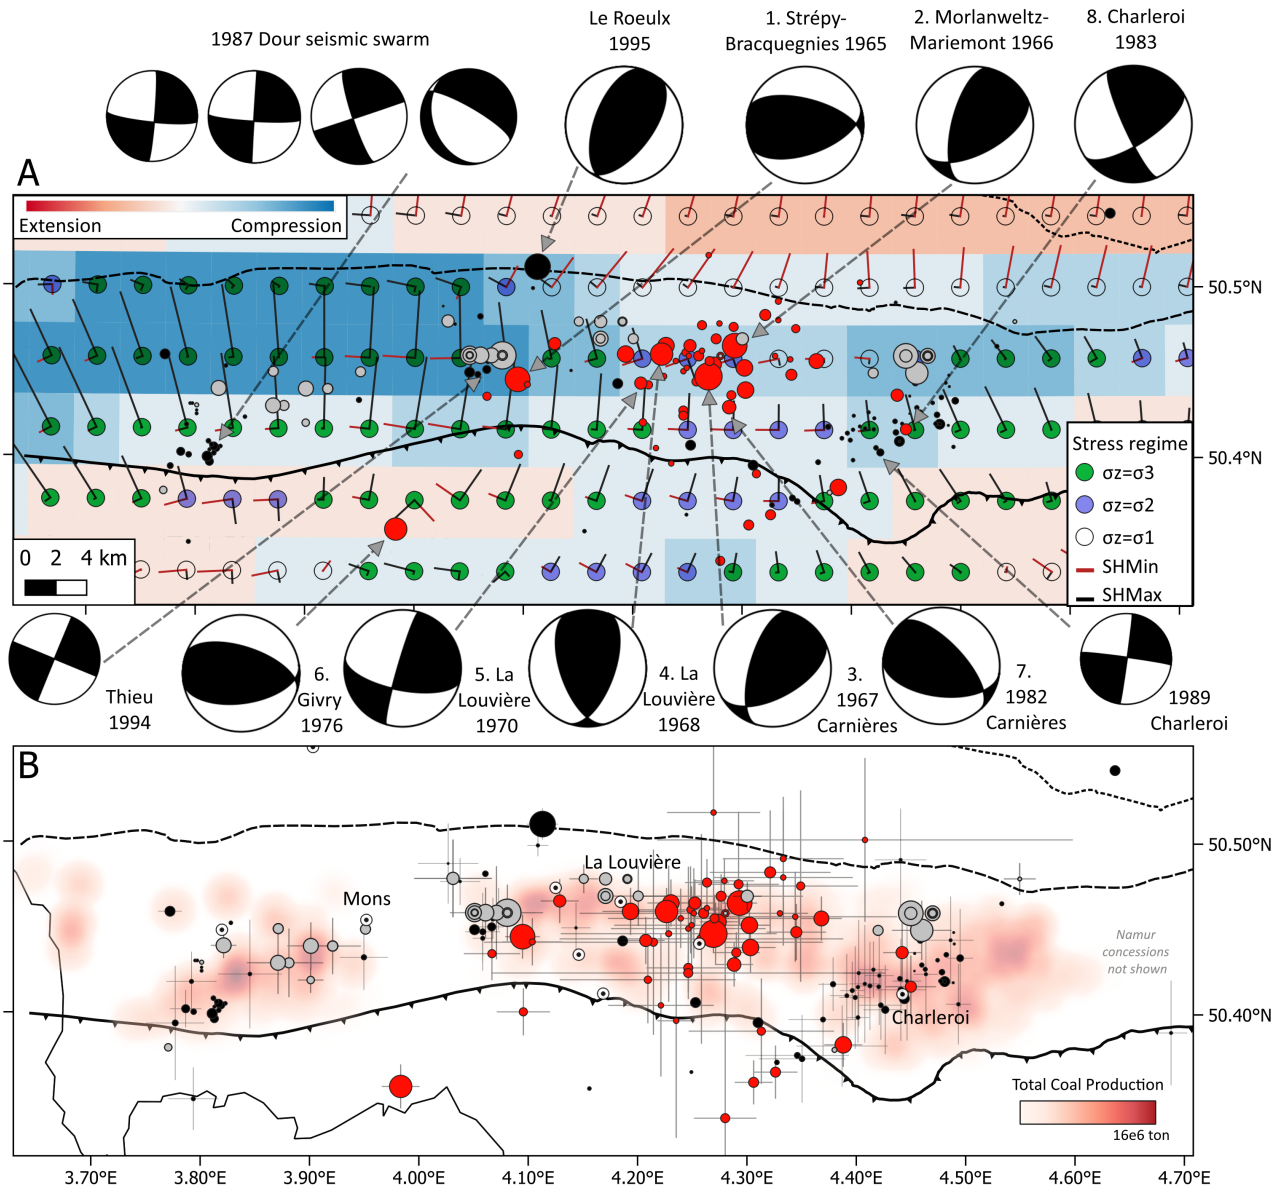 1987 Dour seismic swarm
Le Roeulx
1995
1. Strépy-
Bracquegnies 1965
2. Morlanweltz-
Mariemont 1966
8. Charleroi
1983
A
Extension
Compression
50.5°N
50.4°N
Stress regime
σz=σ3
σz=σ2
σz=σ1
SHMin
SHMax
0 2 4 km
Thieu
1994
6.
Givry
1976
5. La
Louvière
1970
4. La
Louvière
1968
3.
1967
Carnières
7.
1982
Carnières
1989
Charleroi
B
La Louvière
Mons
50.50°N
Namur
concessions
not shown
50.40°N
Charleroi
Total Coal Production
16e6 ton
3.70°E 3.80°E 3.90°E 4.00°E 4.10°E 4.20°E 4.30°E 4.40°E 4.50°E 4.60°E 4.70°E